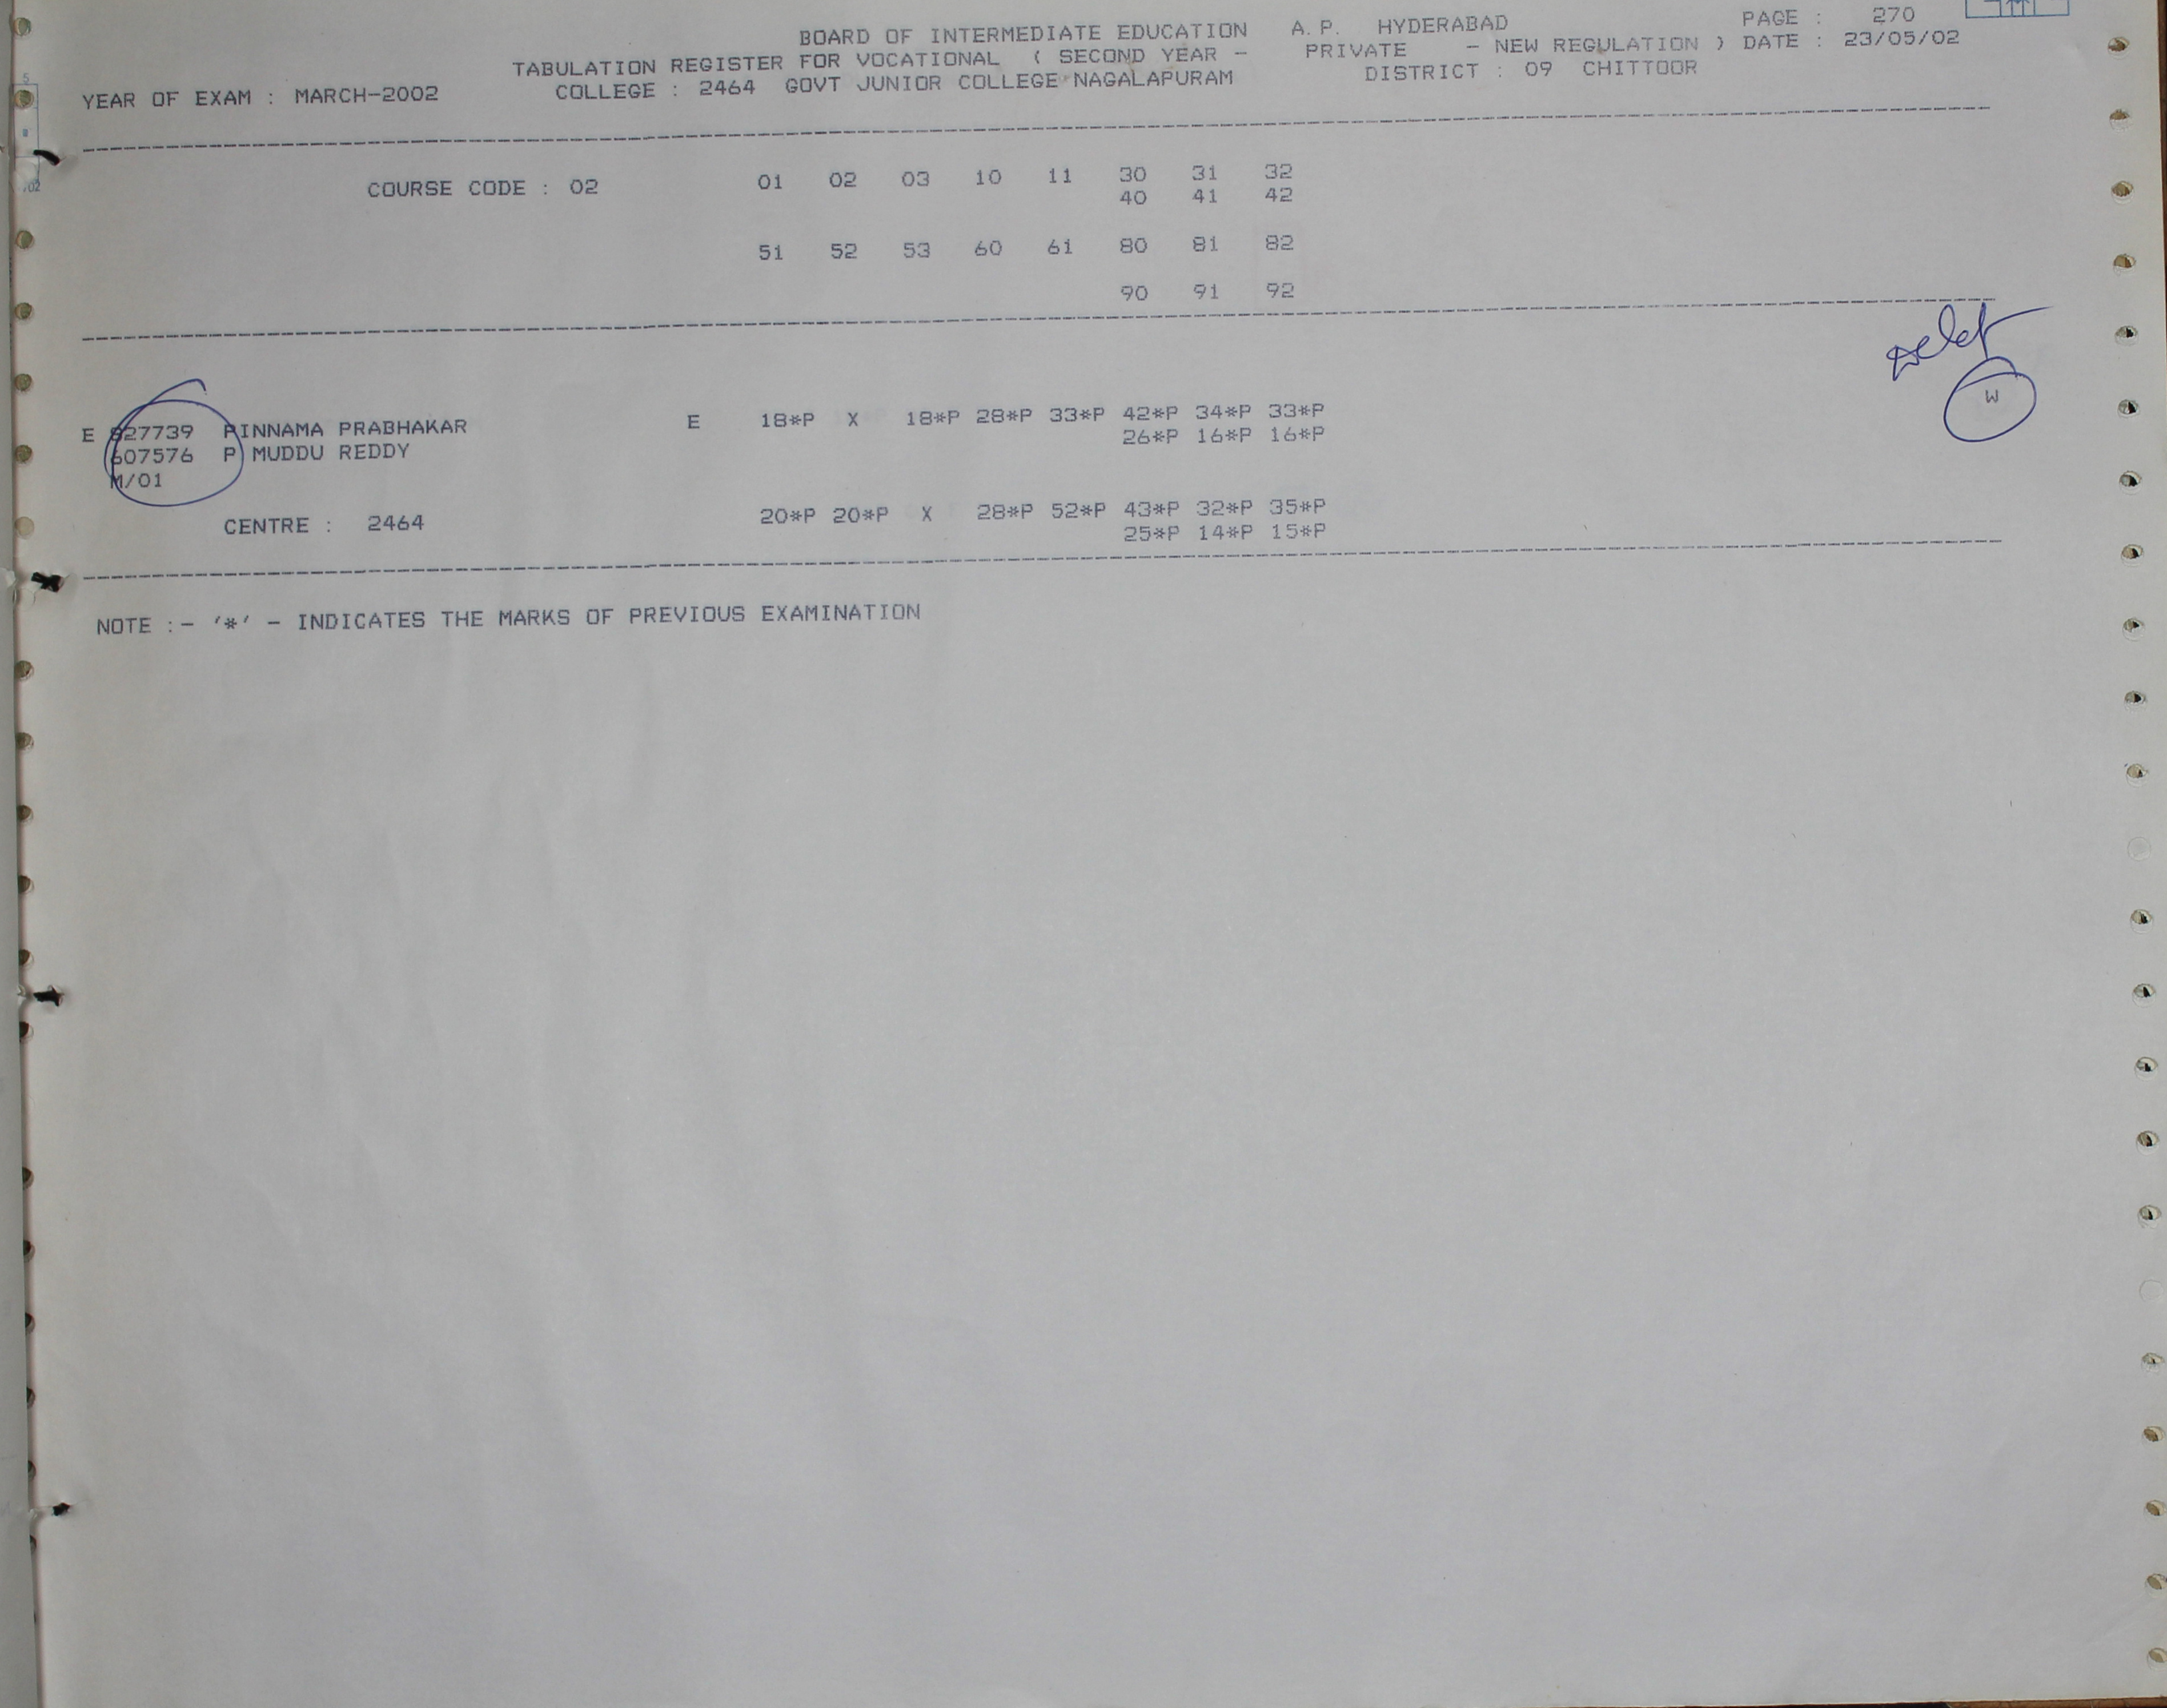 BOARD OF INTERMEDIATE EDUCATION A.P. HYDERABAD PAGE : 270
TABULATION REGISTER FOR VOCATIONAL ( SECOND YEAR - PRIVATE - NEW REGULATION ) DATE : 23/05/02
YEAR OF EXAM : MARCH-2002 COLLEGE : 2464 GOVT JUNIOR COLLEGE NAGALAPURAM DISTRICT : 09 CHITTOOR
COURSE CODE : 02 01 02 03 10 11 30 31 32
40 41 42
51 52 53 60 61 80 81 82
90 91 92
W
E 827739 PINNAMA PRABHAKAR E 18*P X 18*P 28*P 33*P 42*P 34*P 33*P
607576 P MUDDU REDDY 26*P 16*P 16*P
M/01
CENTRE : 2464 20*P 20*P X 28*P 52*P 43*P 32*P 35*P
25*P 14*P 15*P
NOTE :- '*' - INDICATES THE MARKS OF PREVIOUS EXAMINATION